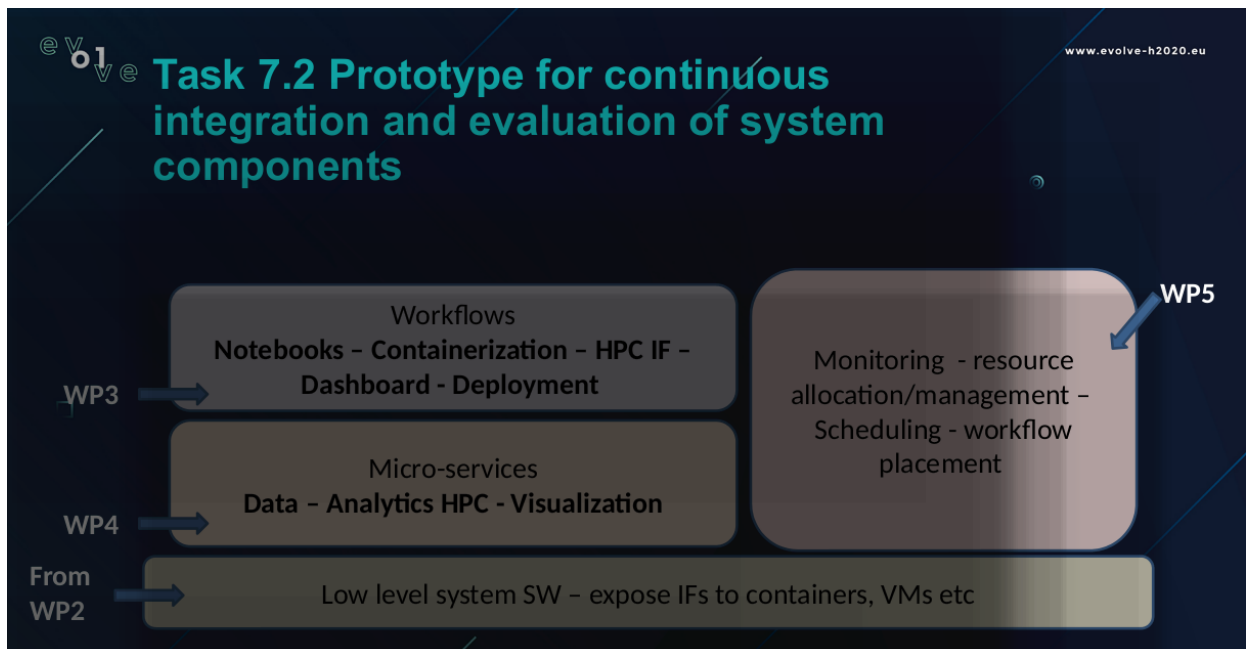 evolve
www.evolve-h2020.eu
Task 7.2 Prototype for continuous
integration and evaluation of system
components
Workflows
Notebooks – Containerization – HPC IF –
Dashboard - Deployment
WP3
Micro-services
Data – Analytics HPC - Visualization
WP4
Monitoring - resource
allocation/management –
Scheduling - workflow
placement
WP5
From
WP2
Low level system SW – expose IFs to containers, VMs etc